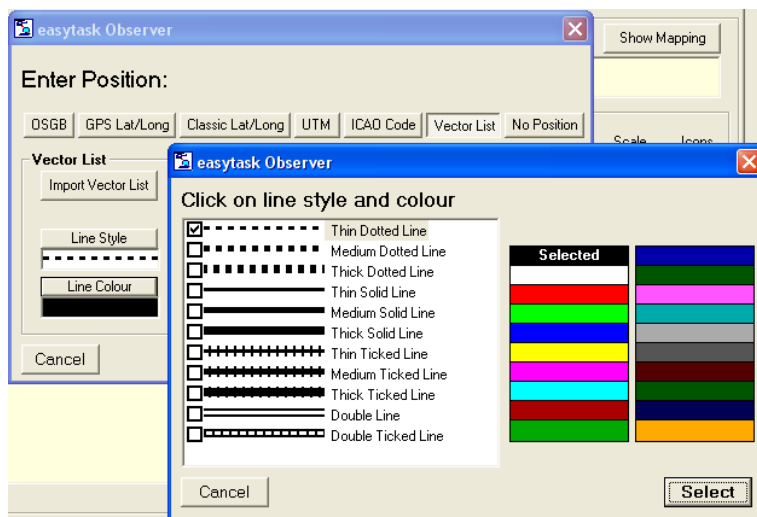 easytask Observer
Show Mapping
Enter Position:
OSGB GPS Lat/Long Classic Lat/Long UTM ICAO Code Vector List No Position
Scale Icons
Vector List
Import Vector List
Line Style
Line Colour
Cancel
easytask Observer
Click on line style and colour
Thin Dotted Line
Medium Dotted Line
Thick Dotted Line
Thin Solid Line
Medium Solid Line
Thick Solid Line
Thin Ticked Line
Medium Ticked Line
Thick Ticked Line
Double Line
Double Ticked Line
Selected
Cancel
Select